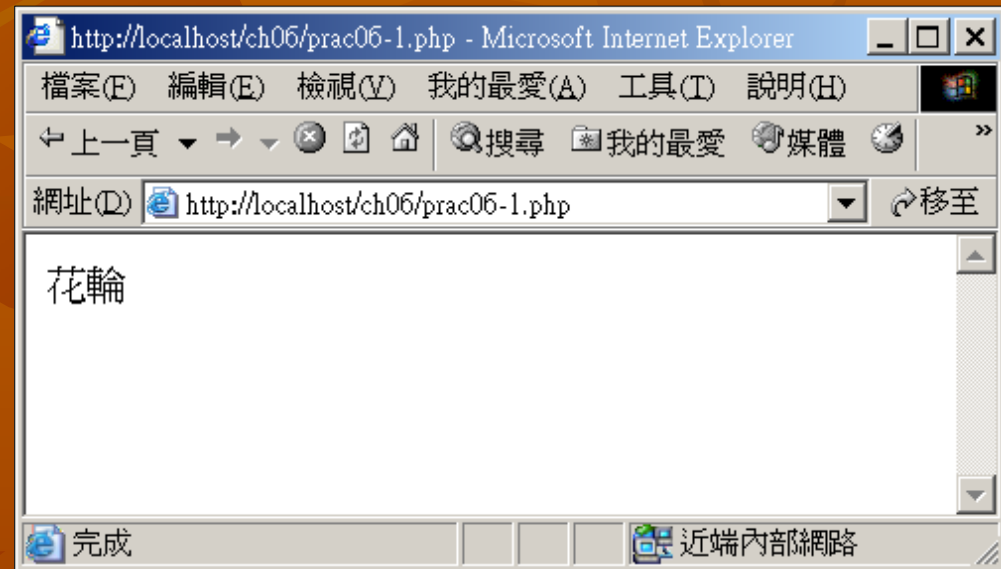 http://localhost/ch06/prac06-1.php - Microsoft Internet Explorer
檔案(F) 編輯(E) 檢視(V) 我的最愛(A) 工具(T) 說明(H)
上一頁 搜尋 我的最愛 媒體 »
網址(D) http://localhost/ch06/prac06-1.php 移至
花輪
完成 近端內部網路